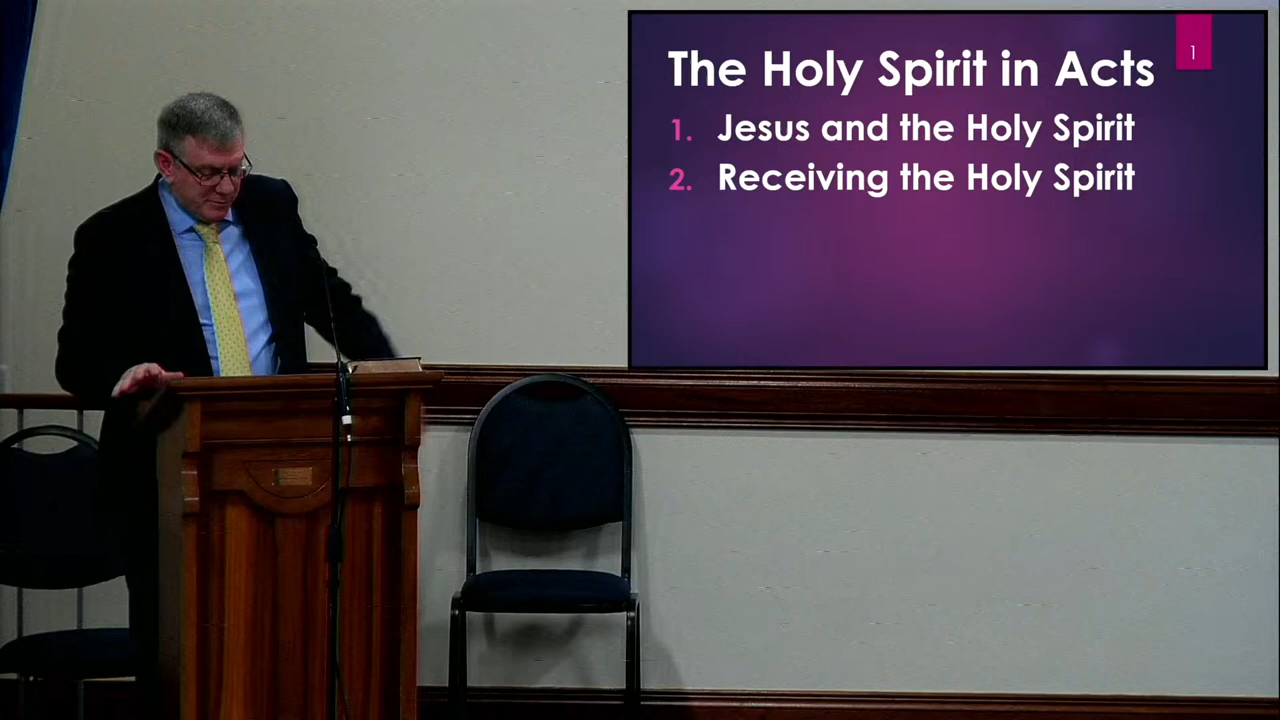 The Holy Spirit in Acts
1
1. Jesus and the Holy Spirit
2. Receiving the Holy Spirit